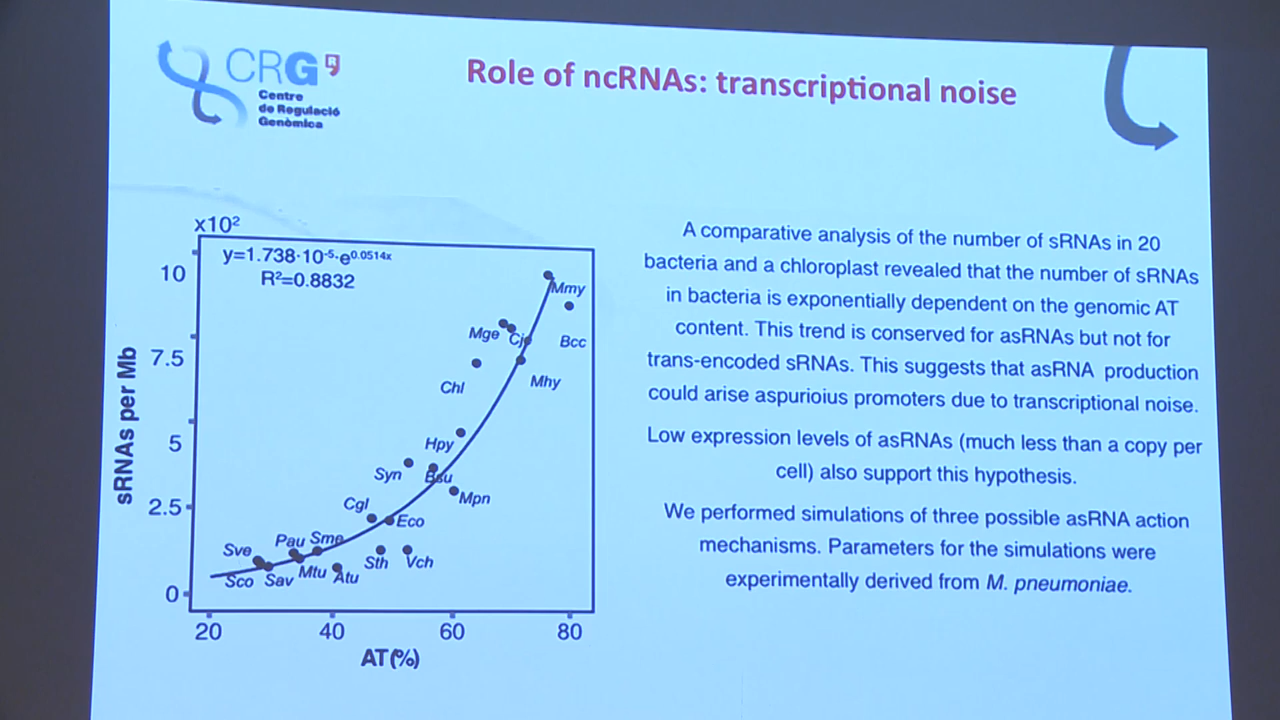 CRG
Centre
de Regulació
Genòmica
Role of ncRNAs: transcriptional noise
x10²
y=1.738·10⁻⁵·e⁰·⁰⁵¹⁴ˣ
R²=0.8832
10
7.5
5
2.5
0
sRNAs per Mb
Mmy
Bcc
Mge
Cje
Mhy
Chl
Hpy
Syn
Bsu
Mpn
Cgl
Eco
Pau
Sme
Sve
Sth
Vch
Sco
Sav
Mtu
Atu
20
40
60
80
AT(%)
A comparative analysis of the number of sRNAs in 20
bacteria and a chloroplast revealed that the number of sRNAs
in bacteria is exponentially dependent on the genomic AT
content. This trend is conserved for asRNAs but not for
trans-encoded sRNAs. This suggests that asRNA production
could arise aspurioius promoters due to transcriptional noise.
Low expression levels of asRNAs (much less than a copy per
cell) also support this hypothesis.
We performed simulations of three possible asRNA action
mechanisms. Parameters for the simulations were
experimentally derived from M. pneumoniae.